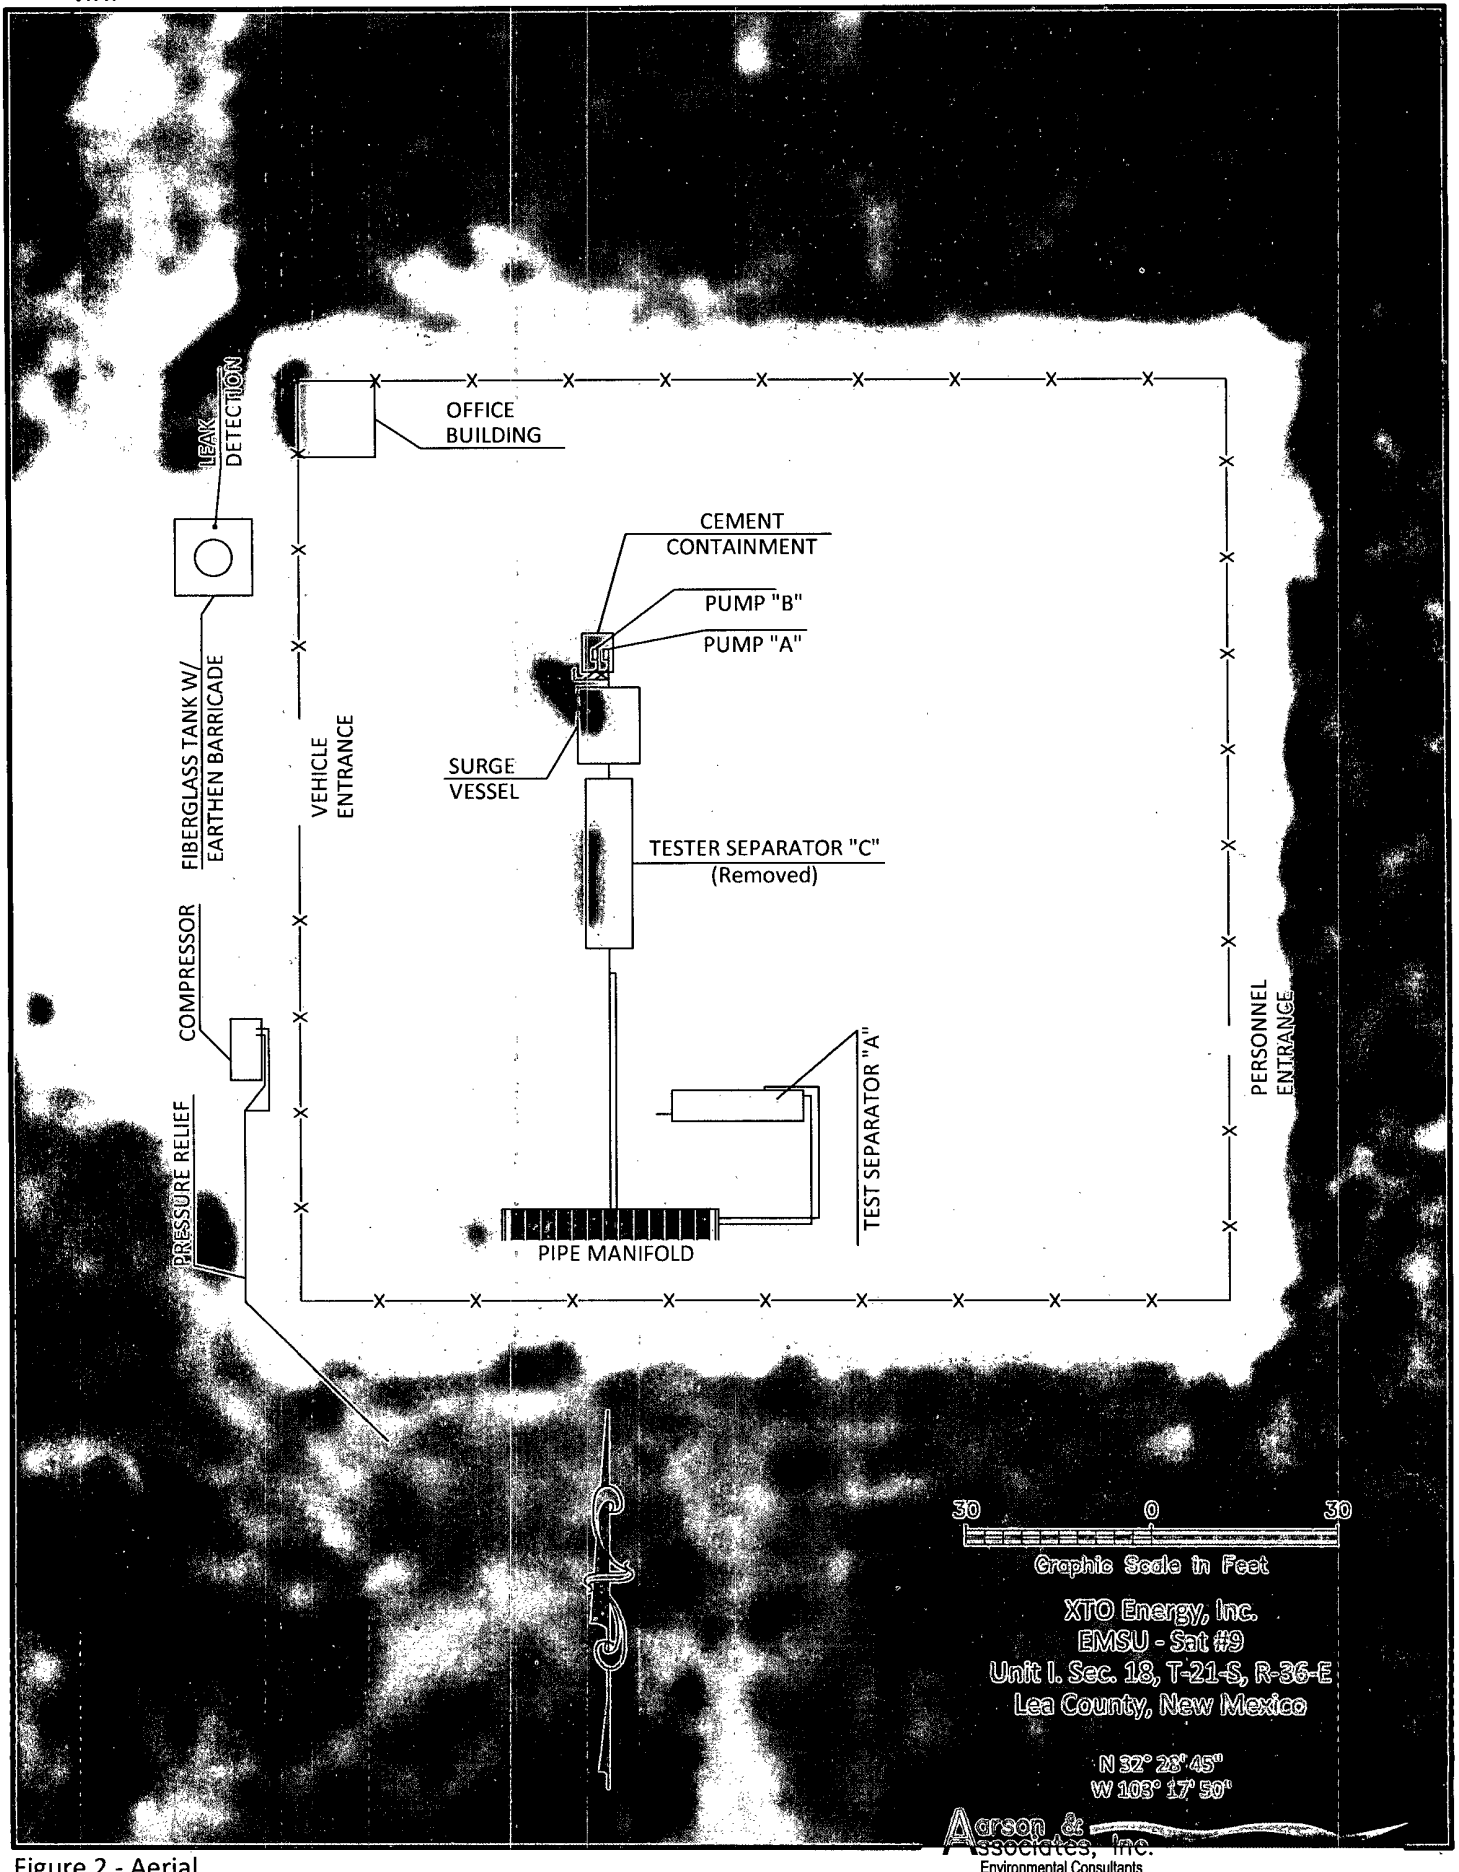 LEAK
DETECTION
OFFICE
BUILDING
CEMENT
CONTAINMENT
PUMP "B"
PUMP "A"
FIBERGLASS TANK W/
EARTHEN BARRICADE
VEHICLE
ENTRANCE
SURGE
VESSEL
TESTER SEPARATOR "C"
(Removed)
COMPRESSOR
PERSONNEL
ENTRANCE
TEST SEPARATOR "A"
PRESSURE RELIEF
PIPE MANIFOLD
30 0 30
Graphic Scale in Feet
XTO Energy, Inc.
EMSU - Sat #9
Unit I. Sec. 18, T-21-S, R-36-E
Lea County, New Mexico
N 32° 28' 45"
W 103° 17' 50"
Aarson &
Associates, Inc.
Environmental Consultants
Figure 2 - Aerial